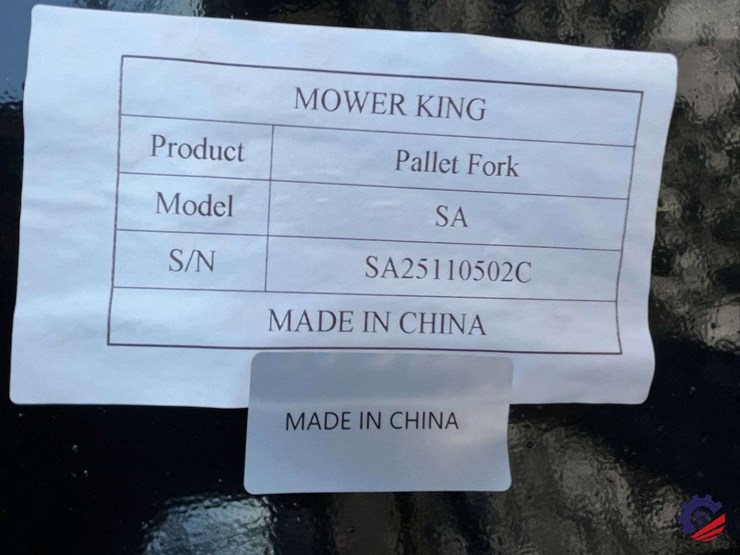 MOWER KING
Product Pallet Fork
Model SA
S/N SA25110502C
MADE IN CHINA
MADE IN CHINA